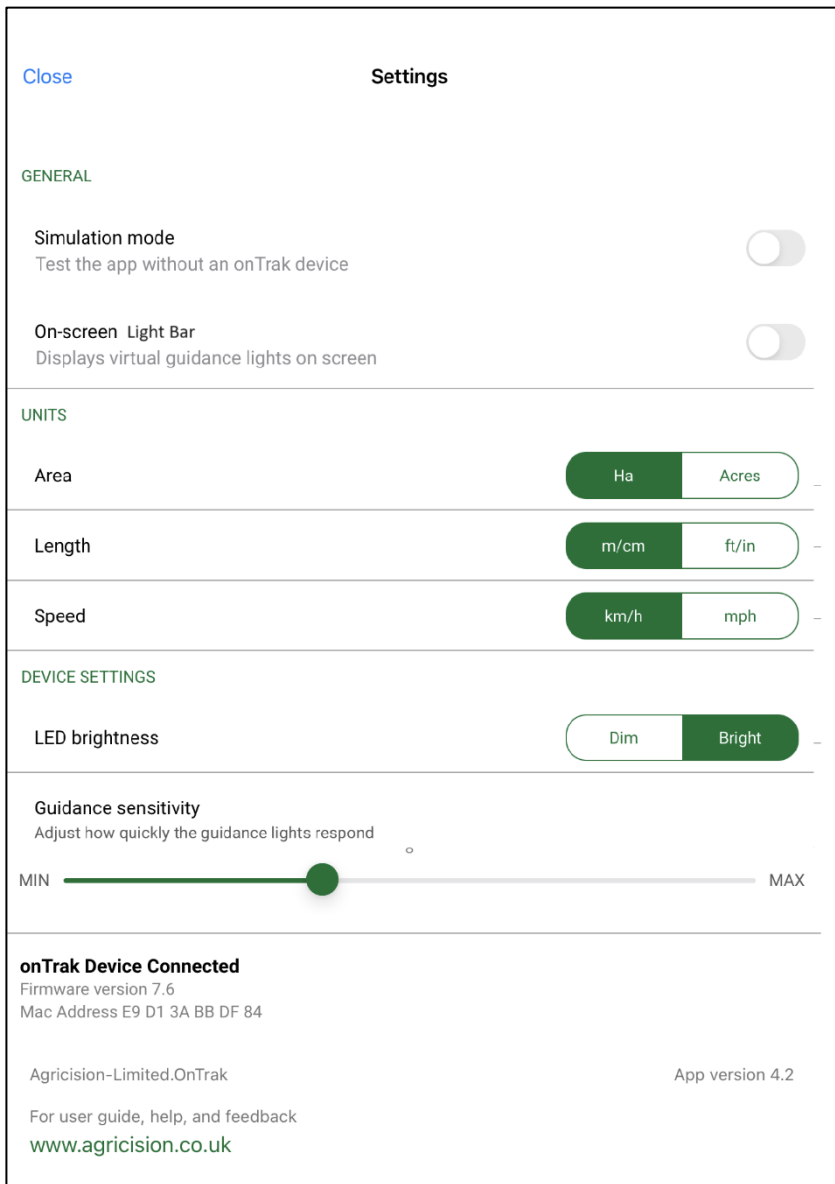 Close Settings
GENERAL
Simulation mode
Test the app without an onTrak device
On-screen Light Bar
Displays virtual guidance lights on screen
UNITS
Area Ha Acres
Length m/cm ft/in
Speed km/h mph
DEVICE SETTINGS
LED brightness Dim Bright
Guidance sensitivity
Adjust how quickly the guidance lights respond
MIN MAX
onTrak Device Connected
Firmware version 7.6
Mac Address E9 D1 3A BB DF 84
Agricision-Limited.OnTrak App version 4.2
For user guide, help, and feedback
www.agricision.co.uk